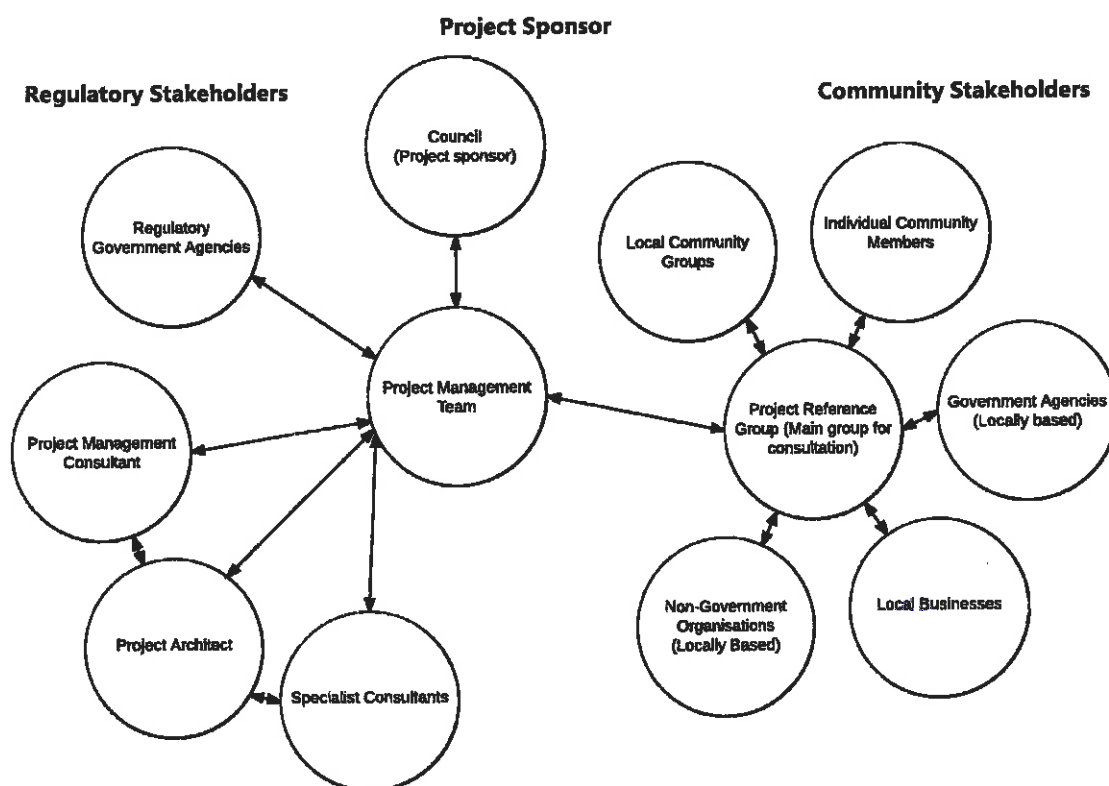 Project Sponsor
Regulatory Stakeholders
Community Stakeholders
Council
(Project sponsor)
Regulatory
Government Agencies
Local Community
Groups
Individual Community
Members
Project Management
Team
Project Reference
Group (Main group for
consultation)
Government Agencies
(Locally based)
Project Management
Consultant
Project Architect
Specialist Consultants
Non-Government
Organisations
(Locally Based)
Local Businesses